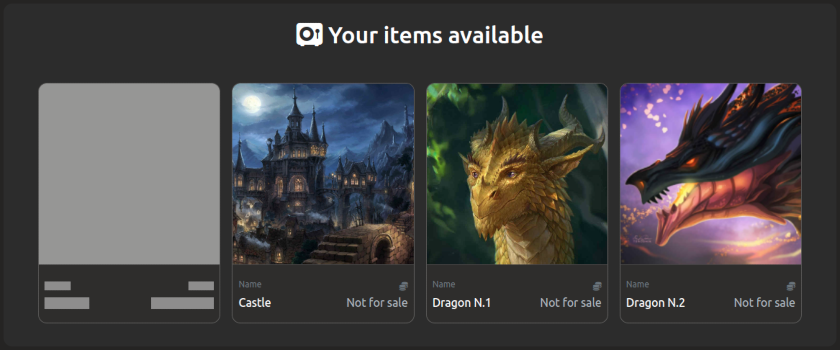 Your items available
Name
Castle Not for sale
Name
Dragon N.1 Not for sale
Name
Dragon N.2 Not for sale